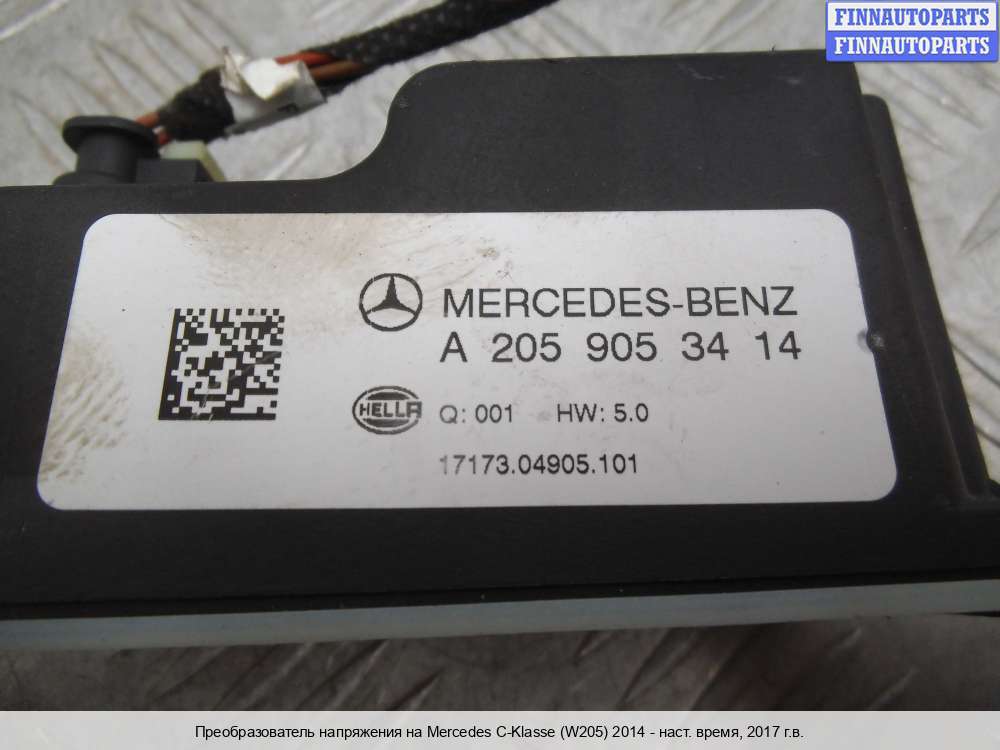 FINNAUTOPARTS
FINNAUTOPARTS
MERCEDES-BENZ
A 205 905 34 14
HELLA Q: 001 HW: 5.0
17173.04905.101
Преобразователь напряжения на Mercedes C-Klasse (W205) 2014 - наст. время, 2017 г.в.